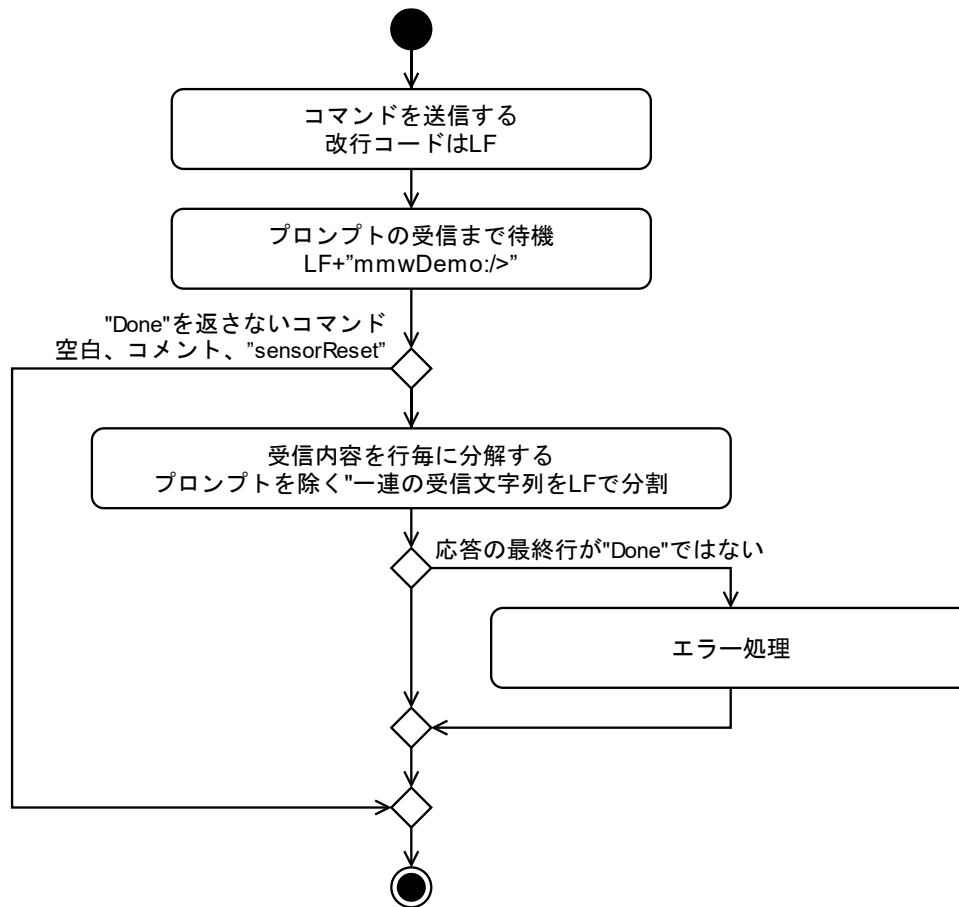 コマンドを送信する
改行コードはLF
プロンプトの受信まで待機
LF+”mmwDemo:/>”
"Done"を返さないコマンド
空白、コメント、”sensorReset”
受信内容を行毎に分解する
プロンプトを除く"一連の受信文字列をLFで分割
応答の最終行が"Done"ではない
エラー処理